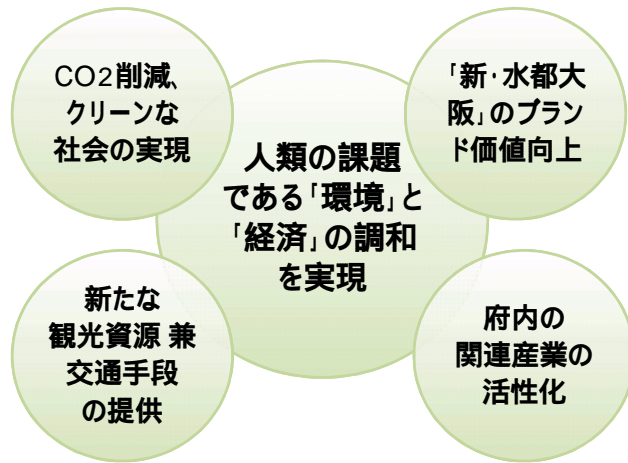 CO2削減、
クリーンな
社会の実現
「新・水都大
阪」のブラン
ド価値向上
人類の課題
である「環境」と
「経済」の調和
を実現
新たな
観光資源 兼
交通手段
の提供
府内の
関連産業の
活性化